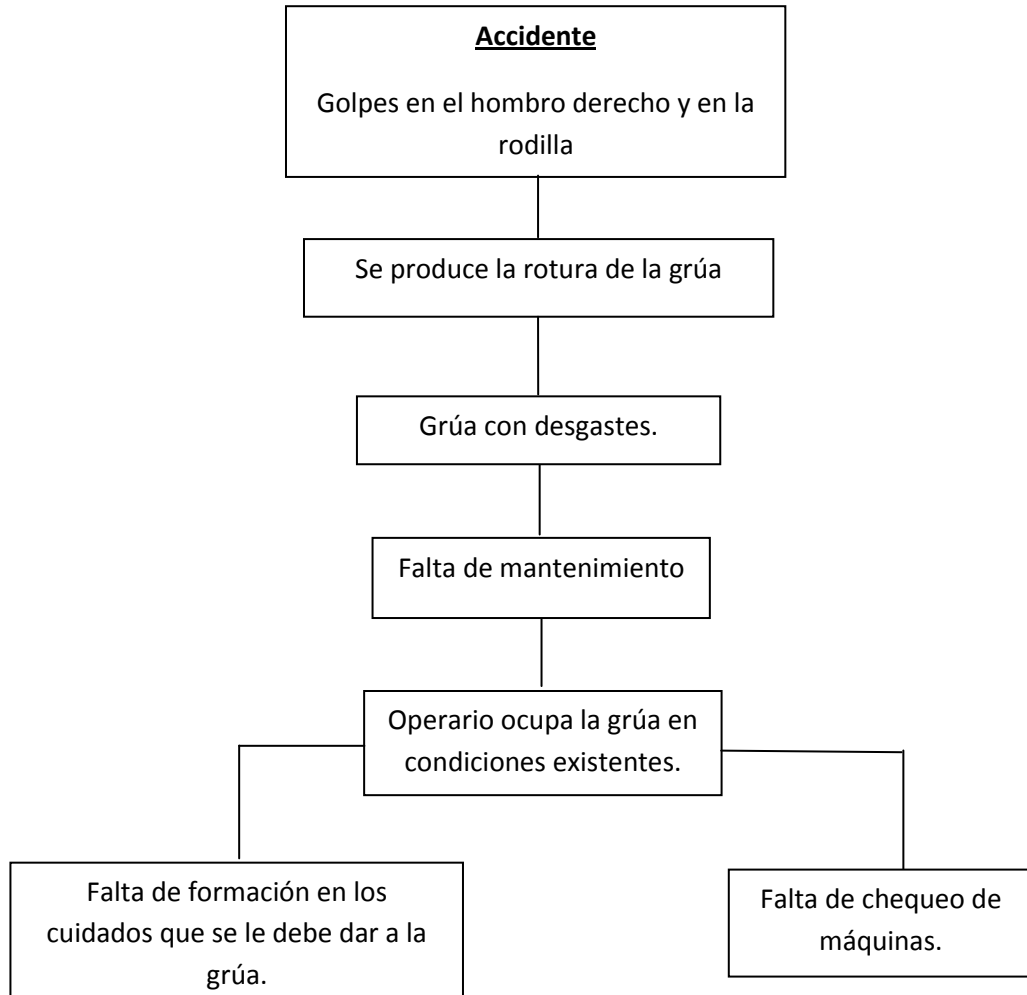 Accidente
Golpes en el hombro derecho y en la
rodilla
Se produce la rotura de la grúa
Grúa con desgastes.
Falta de mantenimiento
Operario ocupa la grúa en
condiciones existentes.
Falta de formación en los
cuidados que se le debe dar a la
grúa.
Falta de chequeo de
máquinas.